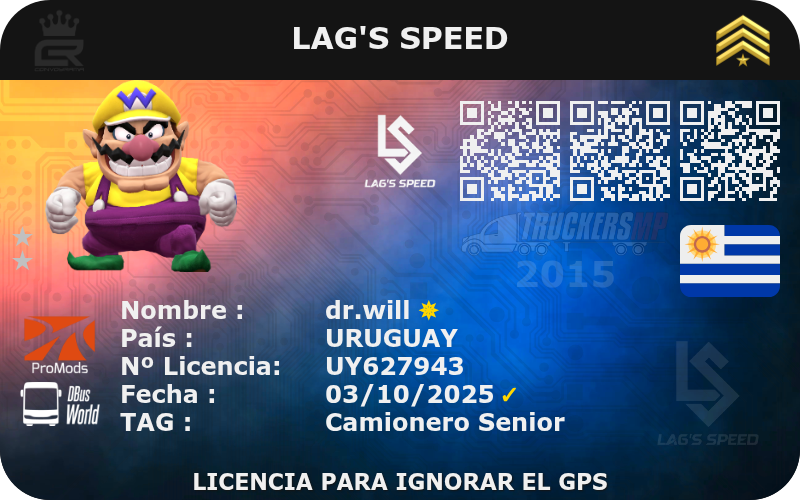 LAG'S SPEED
W
LAG'S SPEED
TRUCKERSMP
2015
Nombre : dr.will
País : URUGUAY
Nº Licencia: UY627943
Fecha : 03/10/2025 ✓
TAG : Camionero Senior
ProMods
DBus
World
LAG'S SPEED
LICENCIA PARA IGNORAR EL GPS